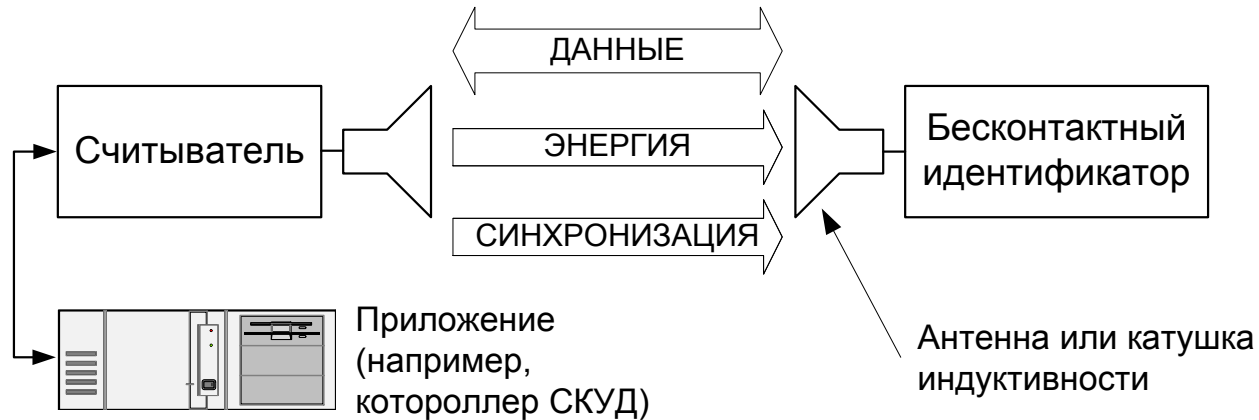 ДАННЫЕ
Считыватель
ЭНЕРГИЯ
Бесконтактный
идентификатор
СИНХРОНИЗАЦИЯ
Приложение
(например,
котороллер СКУД)
Антенна или катушка
индуктивности